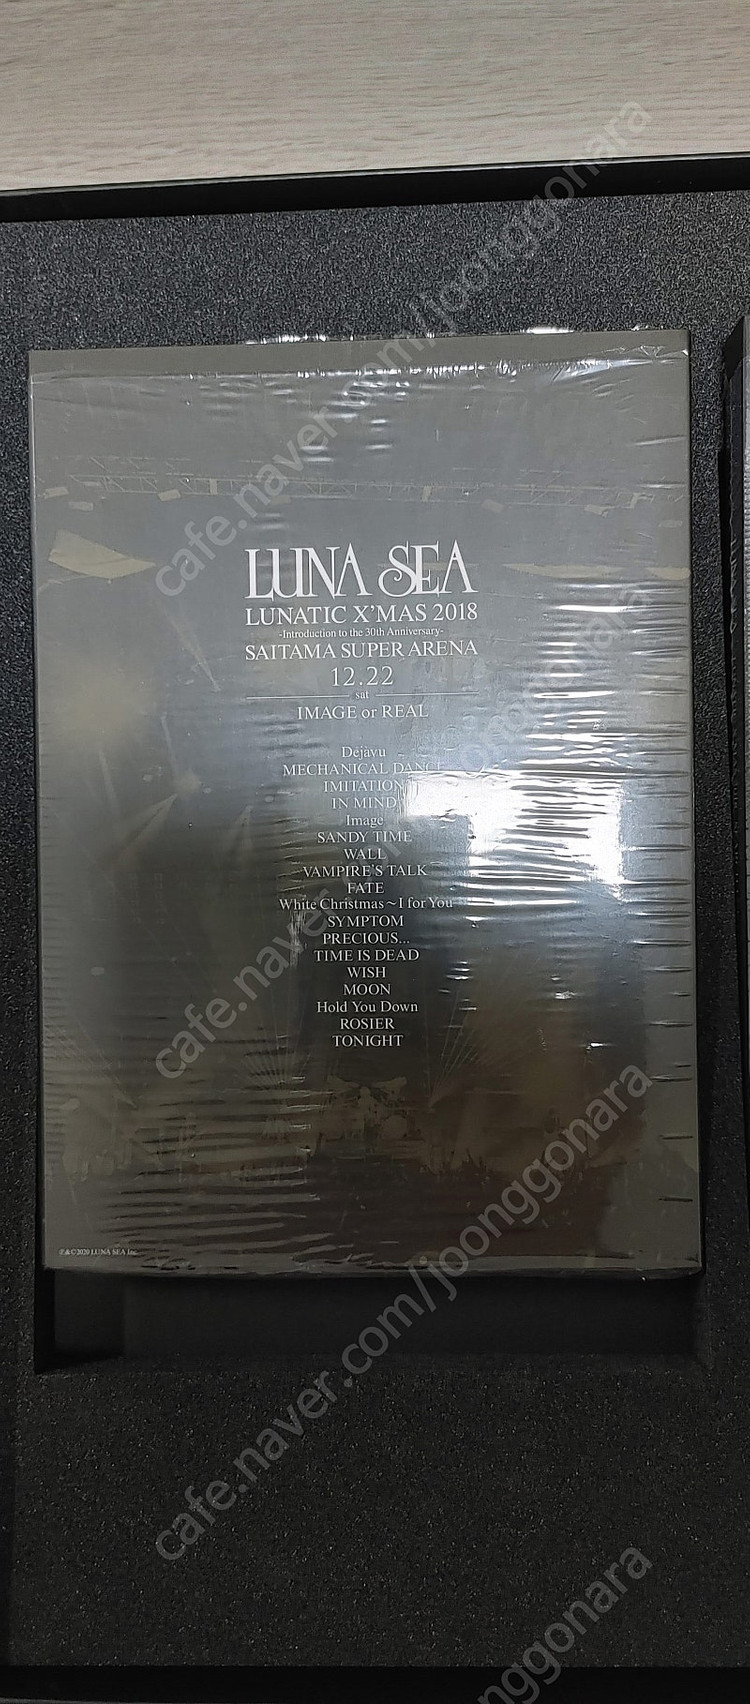 LUNA SEA
LUNATIC X'MAS 2018
-Introduction to the 30th Anniversary-
SAITAMA SUPER ARENA
12.22
sat
IMAGE or REAL
Déjàvu
MECHANICAL DANCE
IMITATION
IN MIND
Image
SANDY TIME
WALL
VAMPIRE'S TALK
FATE
White Christmas～I for You
SYMPTOM
PRECIOUS...
TIME IS DEAD
WISH
MOON
Hold You Down
ROSIER
TONIGHT
℗&©2020 LUNA SEA Inc.
cafe.naver.com/joonggonara
cafe.naver.com/joonggonara
cafe.naver.com/joonggonara
joonggonara